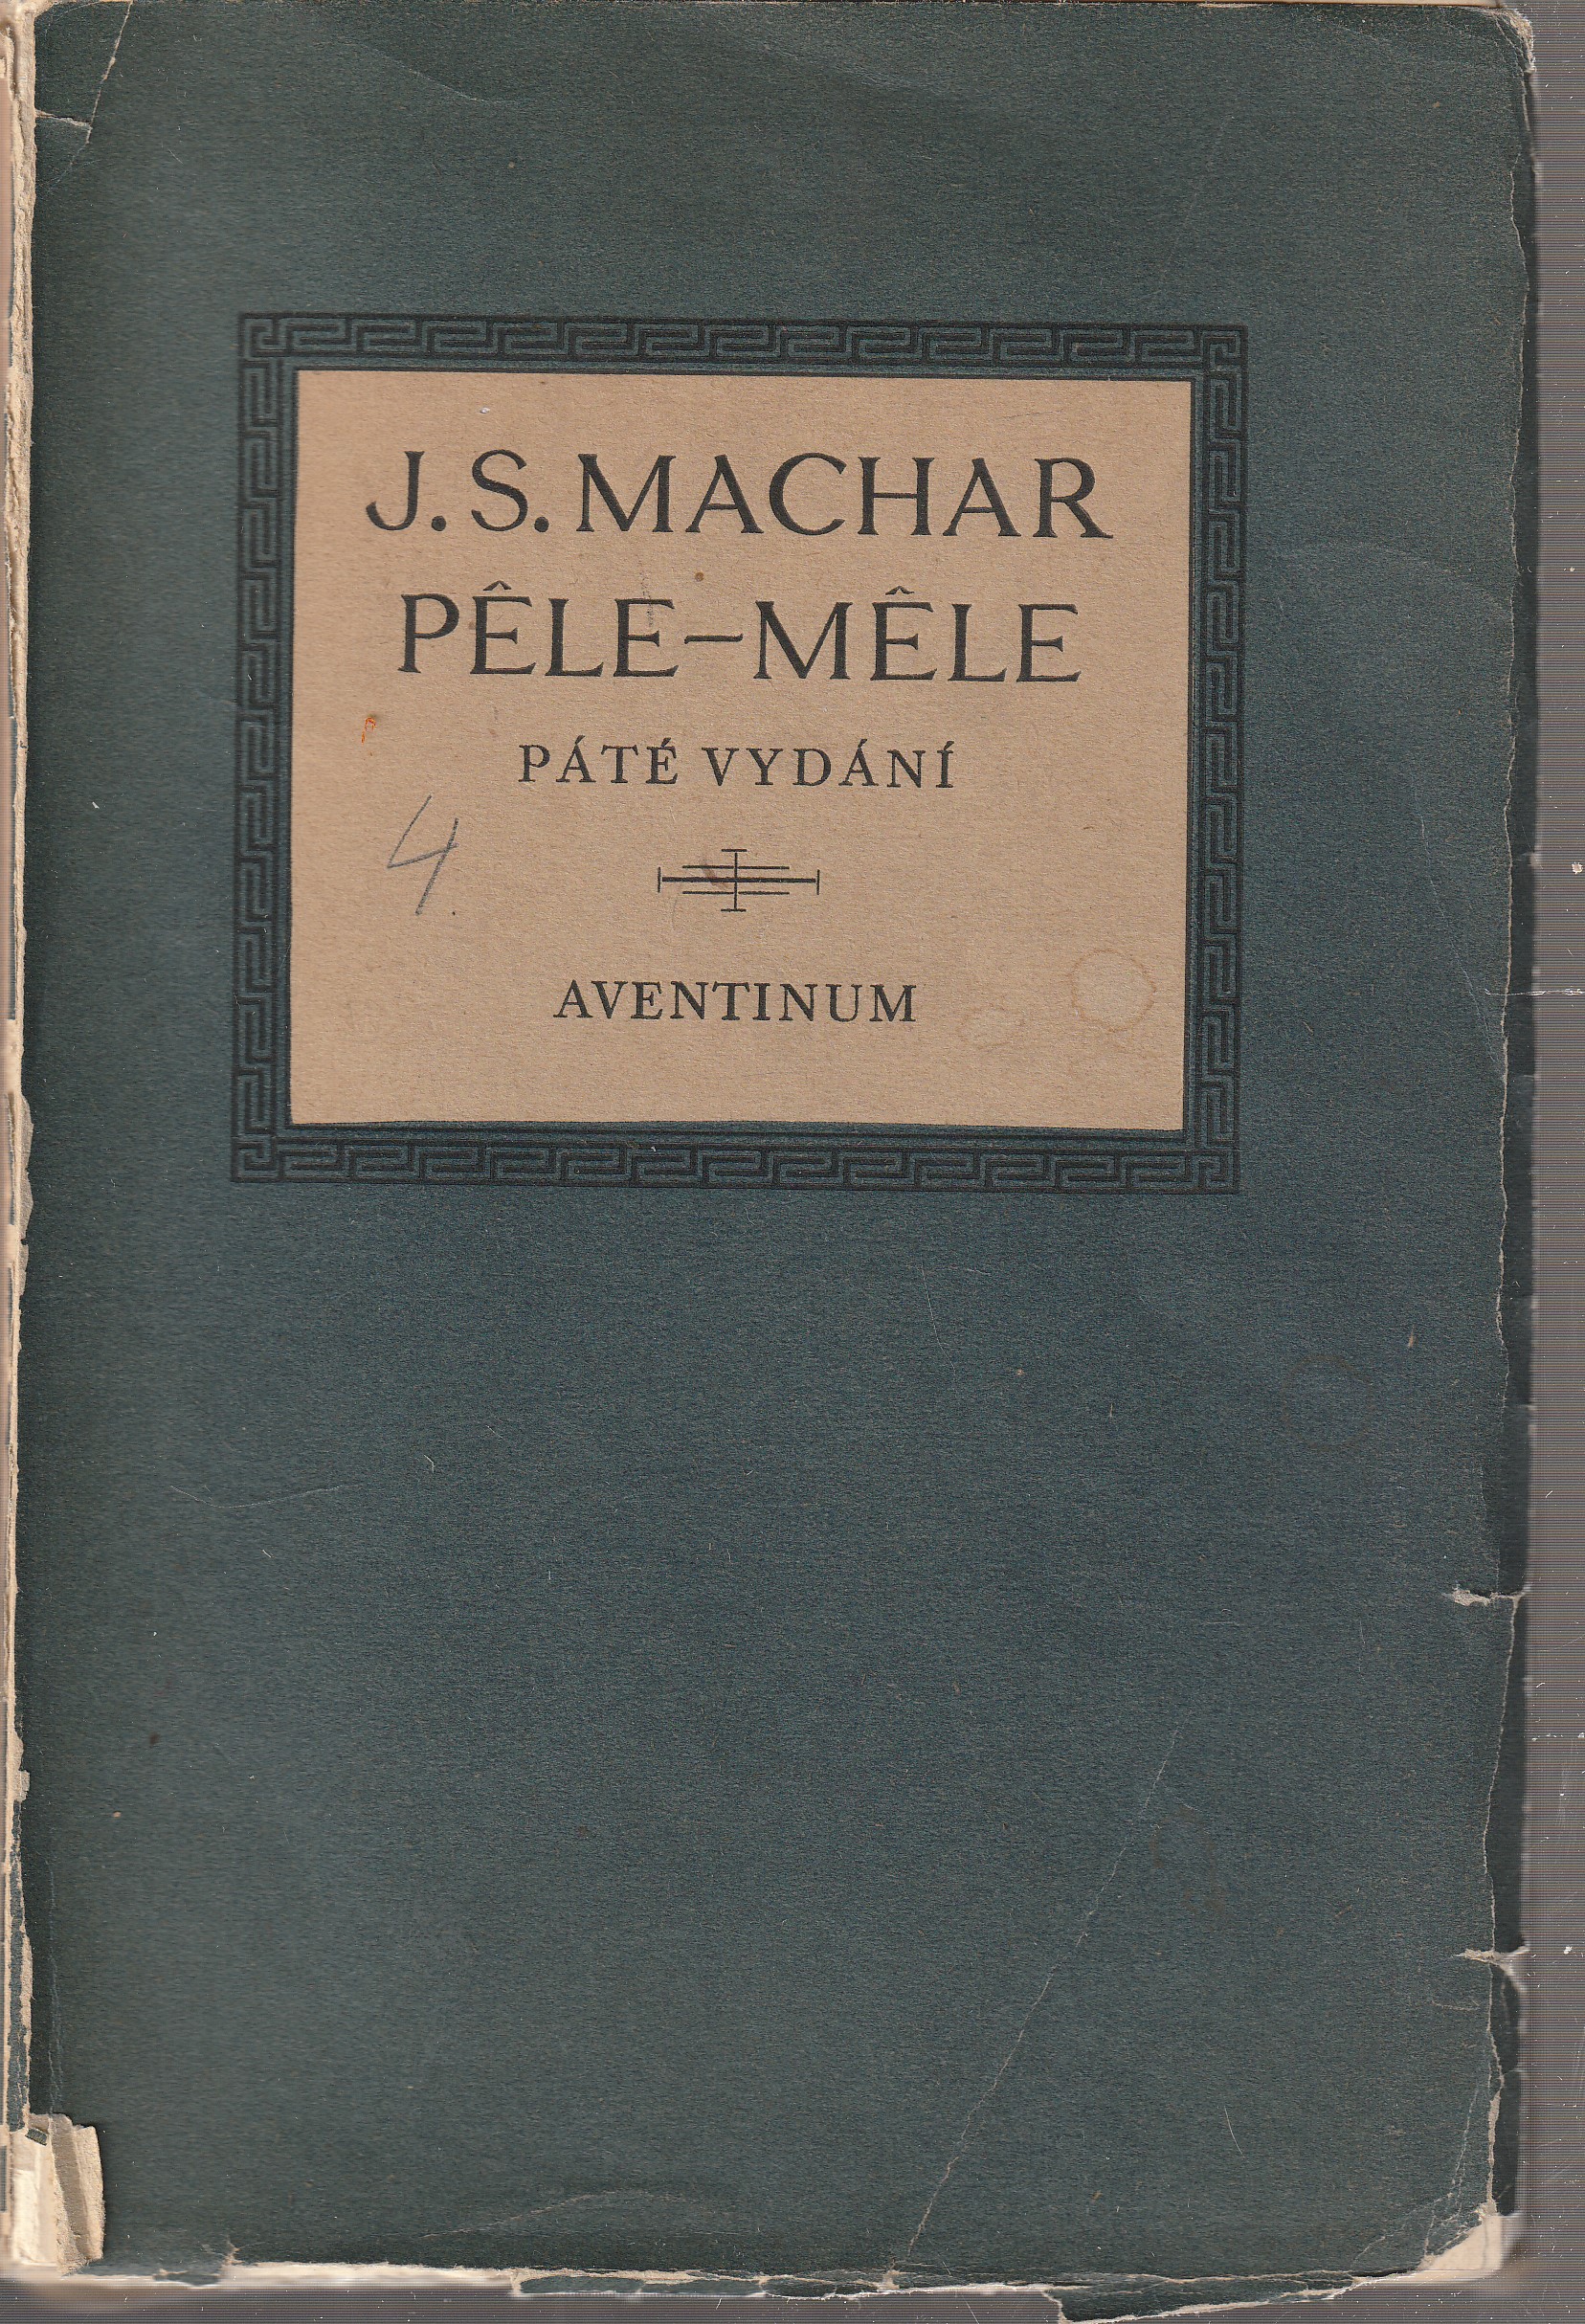 J. S. MACHAR
PÊLE-MÊLE
PÁTÉ VYDÁNÍ
4.
AVENTINUM